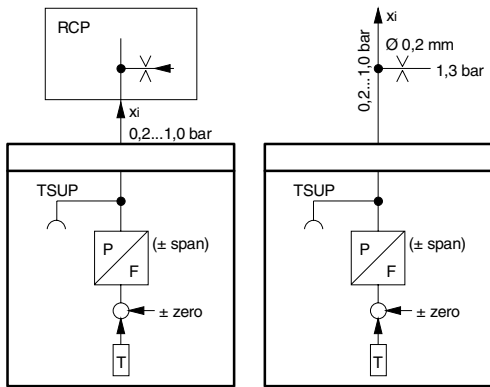 RCP
xi
0,2...1,0 bar
TSUP
P
F
(± span)
± zero
T
xi
0,2...1,0 bar
Ø 0,2 mm
1,3 bar
TSUP
P
F
(± span)
± zero
T